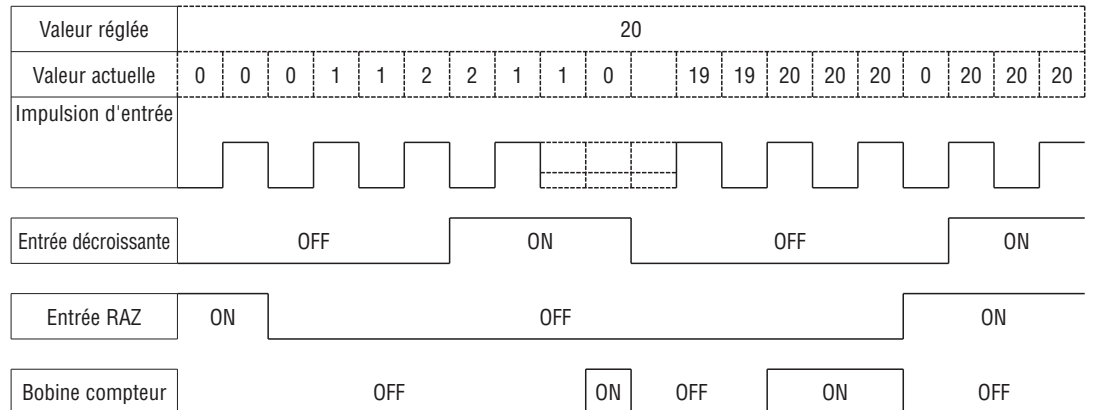 Valeur réglée 20
Valeur actuelle 0 0 0 1 1 2 2 1 1 0 19 19 20 20 20 0 20 20 20
Impulsion d'entrée
Entrée décroissante OFF ON OFF ON
Entrée RAZ ON OFF ON
Bobine compteur OFF ON OFF ON OFF